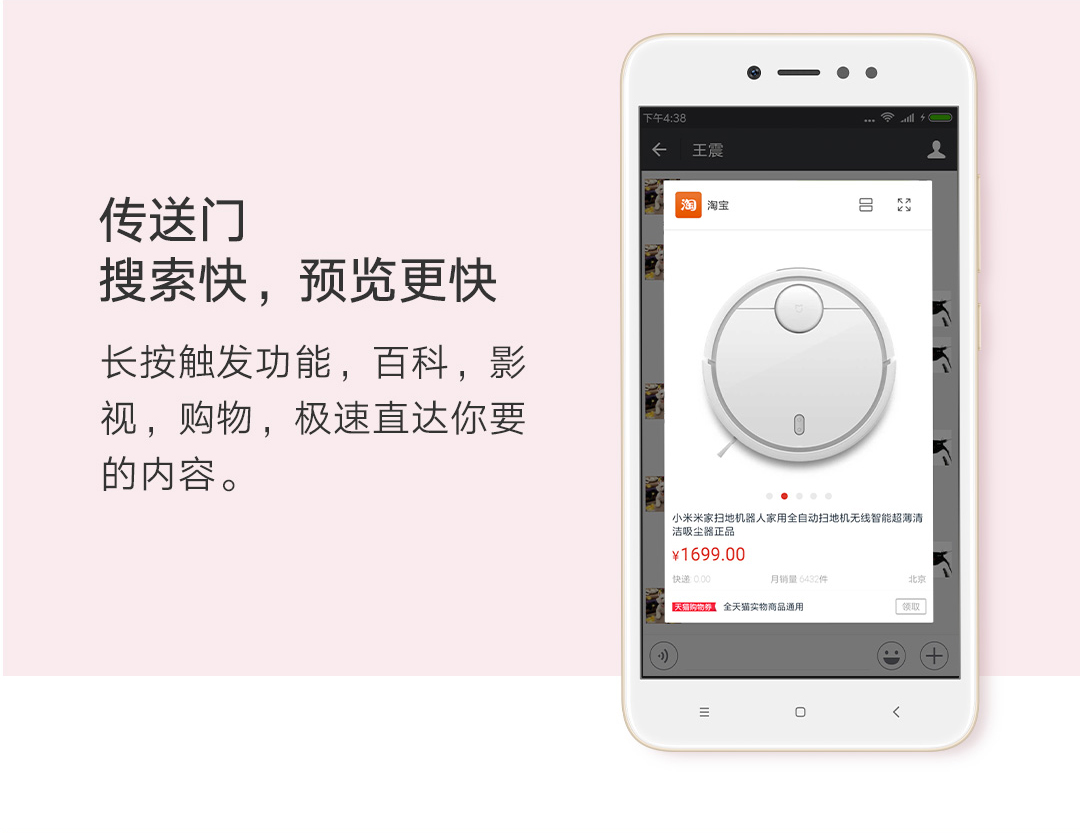 传送门
搜索快，预览更快
长按触发功能，百科，影
视，购物，极速直达你要
的内容。
下午4:38
王震
淘
淘宝
小米米家扫地机器人家用全自动扫地机无线智能超薄清
洁吸尘器正品
¥1699.00
快递 0.00 月销量 6432件 北京
天猫购物券 全天猫实物商品通用 领取